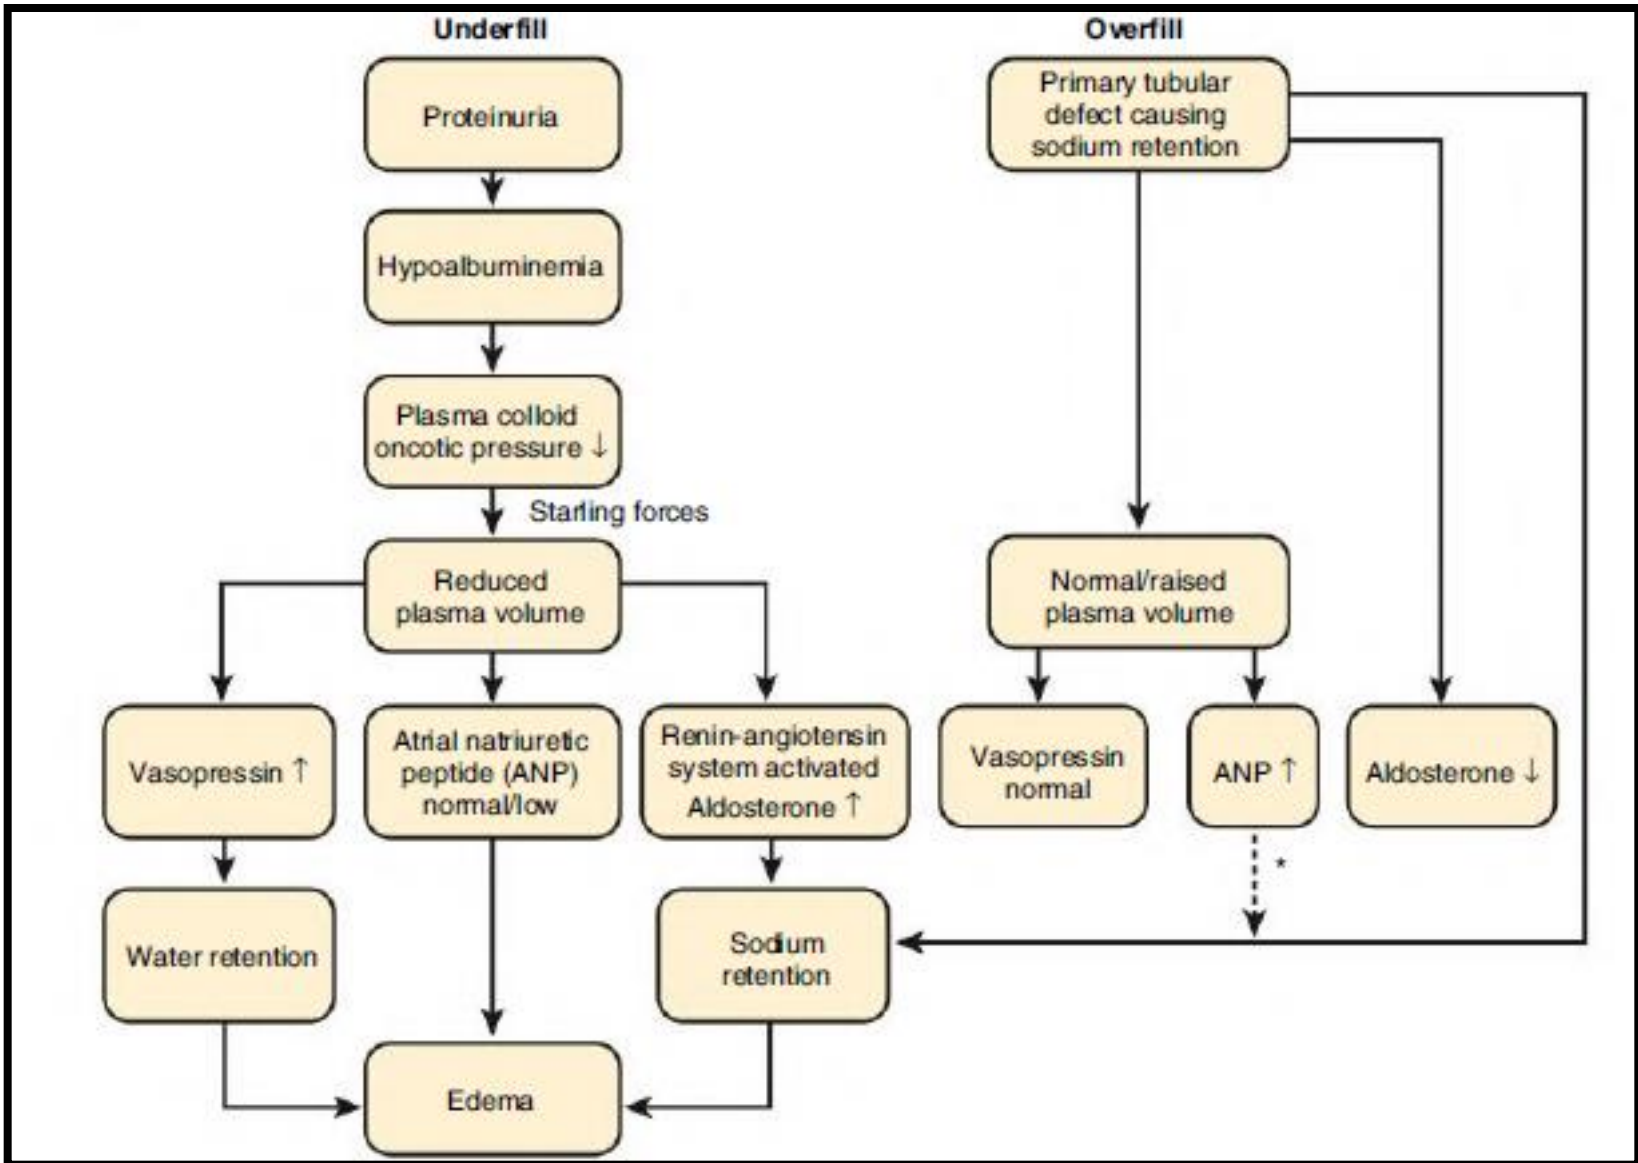 Underfill
Proteinuria
Hypoalbuminemia
Plasma colloid
oncotic pressure ↓
Starling forces
Reduced
plasma volume
Vasopressin ↑
Atrial natriuretic
peptide (ANP)
normal/low
Renin-angiotensin
system activated
Aldosterone ↑
Water retention
Sodium
retention
Edema
Overfill
Primary tubular
defect causing
sodium retention
Normal/raised
plasma volume
Vasopressin
normal
ANP ↑
Aldosterone ↓
*